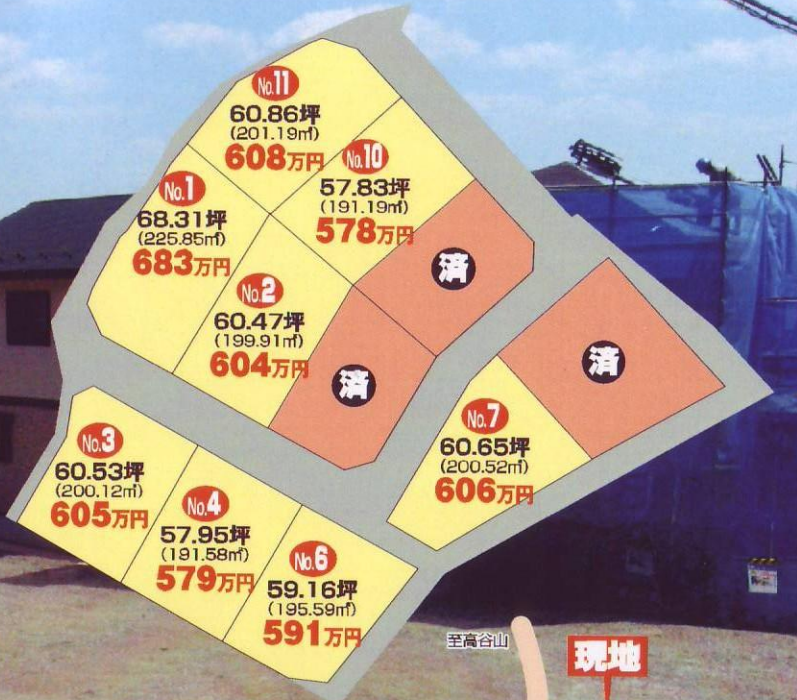 No.11
60.86坪
(201.19㎡)
608万円
No.10
57.83坪
(191.19㎡)
578万円
No.1
68.31坪
(225.85㎡)
683万円
No.2
60.47坪
(199.91㎡)
604万円
済
済
済
No.7
60.65坪
(200.52㎡)
606万円
No.3
60.53坪
(200.12㎡)
605万円
No.4
57.95坪
(191.58㎡)
579万円
No.6
59.16坪
(195.59㎡)
591万円
至高谷山
現地